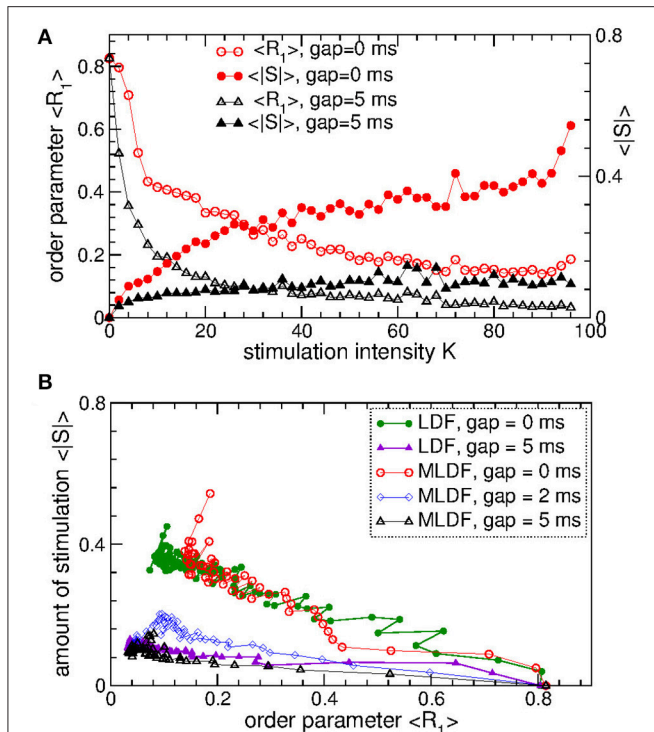 A
<R₁>, gap=0 ms
<|S|>, gap=0 ms
<R₁>, gap=5 ms
<|S|>, gap=5 ms
order parameter <R₁>
0.8
0.6
0.4
0.2
0
0.8
0.4
0
<|S|>
0 20 40 60 80 100
stimulation intensity K
B
LDF, gap = 0 ms
LDF, gap = 5 ms
MLDF, gap = 0 ms
MLDF, gap = 2 ms
MLDF, gap = 5 ms
amount of stimulation <|S|>
0.8
0.4
0
0 0.2 0.4 0.6 0.8
order parameter <R₁>